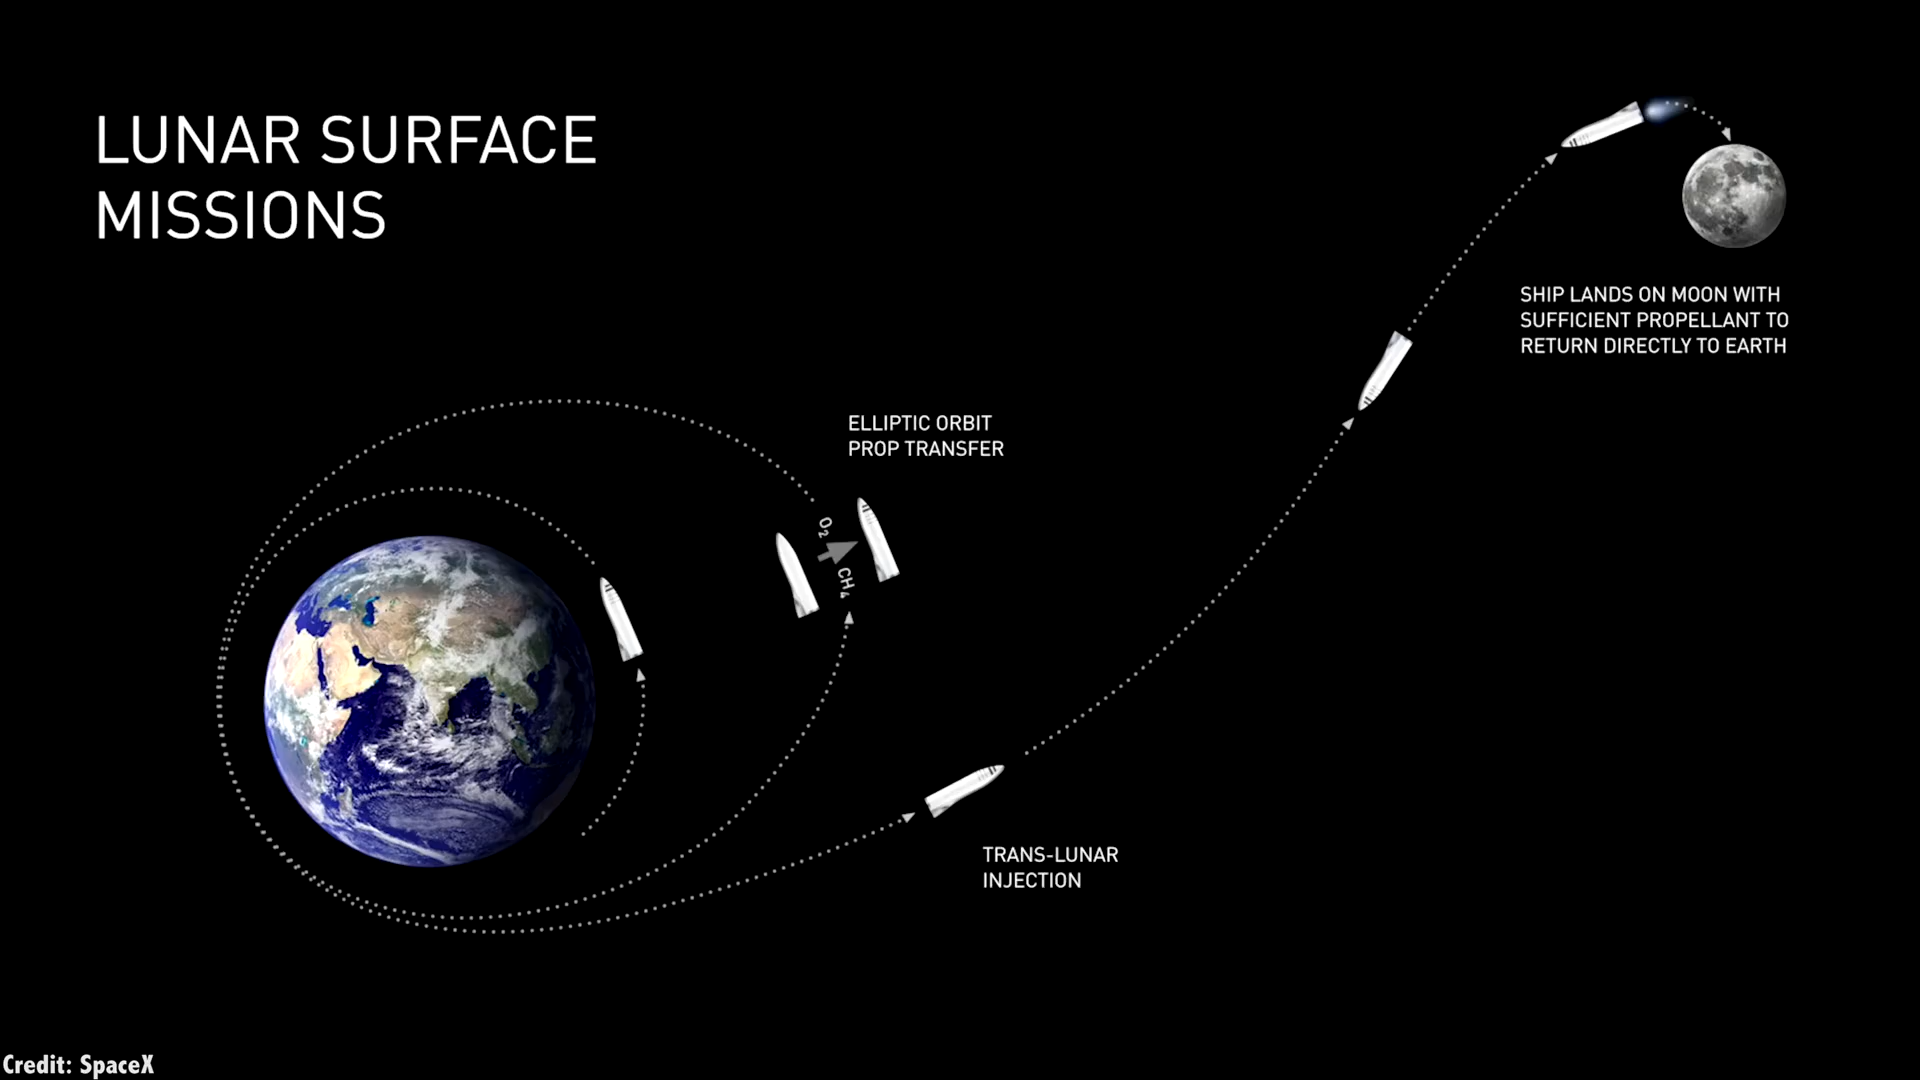 LUNAR SURFACE
MISSIONS
SHIP LANDS ON MOON WITH
SUFFICIENT PROPELLANT TO
RETURN DIRECTLY TO EARTH
ELLIPTIC ORBIT
PROP TRANSFER
O₂
CH₄
TRANS-LUNAR
INJECTION
Credit: SpaceX